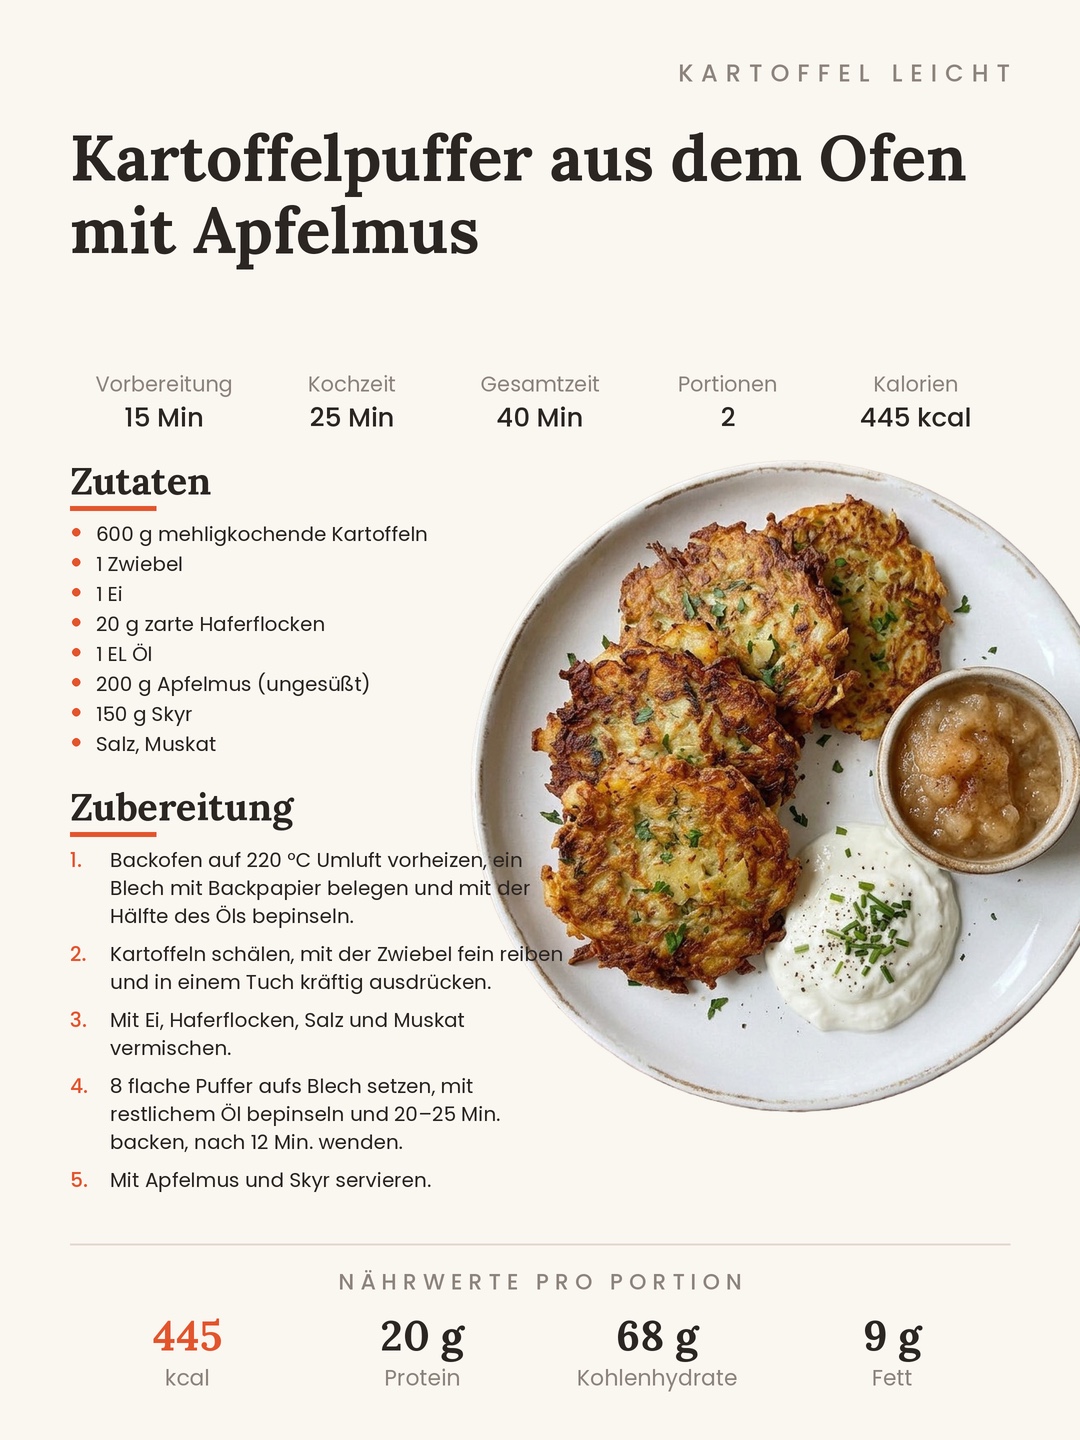 KARTOFFEL LEICHT
Kartoffelpuffer aus dem Ofen
mit Apfelmus
Vorbereitung Kochzeit Gesamtzeit Portionen Kalorien
15 Min 25 Min 40 Min 2 445 kcal
Zutaten
• 600 g mehligkochende Kartoffeln
• 1 Zwiebel
• 1 Ei
• 20 g zarte Haferflocken
• 1 EL Öl
• 200 g Apfelmus (ungesüßt)
• 150 g Skyr
• Salz, Muskat
Zubereitung
1. Backofen auf 220 °C Umluft vorheizen, ein
Blech mit Backpapier belegen und mit der
Hälfte des Öls bepinseln.
2. Kartoffeln schälen, mit der Zwiebel fein reiben
und in einem Tuch kräftig ausdrücken.
3. Mit Ei, Haferflocken, Salz und Muskat
vermischen.
4. 8 flache Puffer aufs Blech setzen, mit
restlichem Öl bepinseln und 20–25 Min.
backen, nach 12 Min. wenden.
5. Mit Apfelmus und Skyr servieren.
NÄHRWERTE PRO PORTION
445 20 g 68 g 9 g
kcal Protein Kohlenhydrate Fett